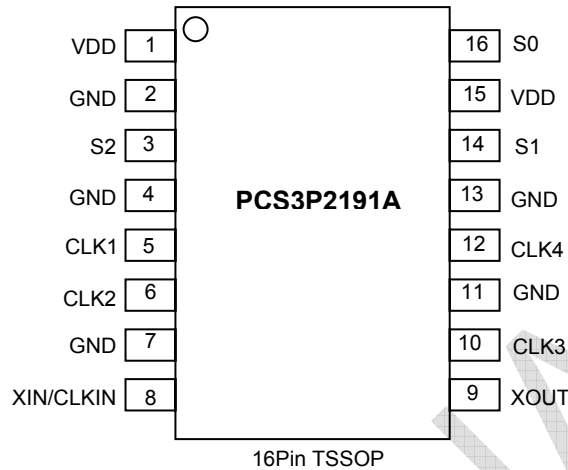 VDD 1 16 S0
GND 2 15 VDD
S2 3 14 S1
GND 4 PCS3P2191A 13 GND
CLK1 5 12 CLK4
CLK2 6 11 GND
GND 7 10 CLK3
XIN/CLKIN 8 9 XOUT
16Pin TSSOP